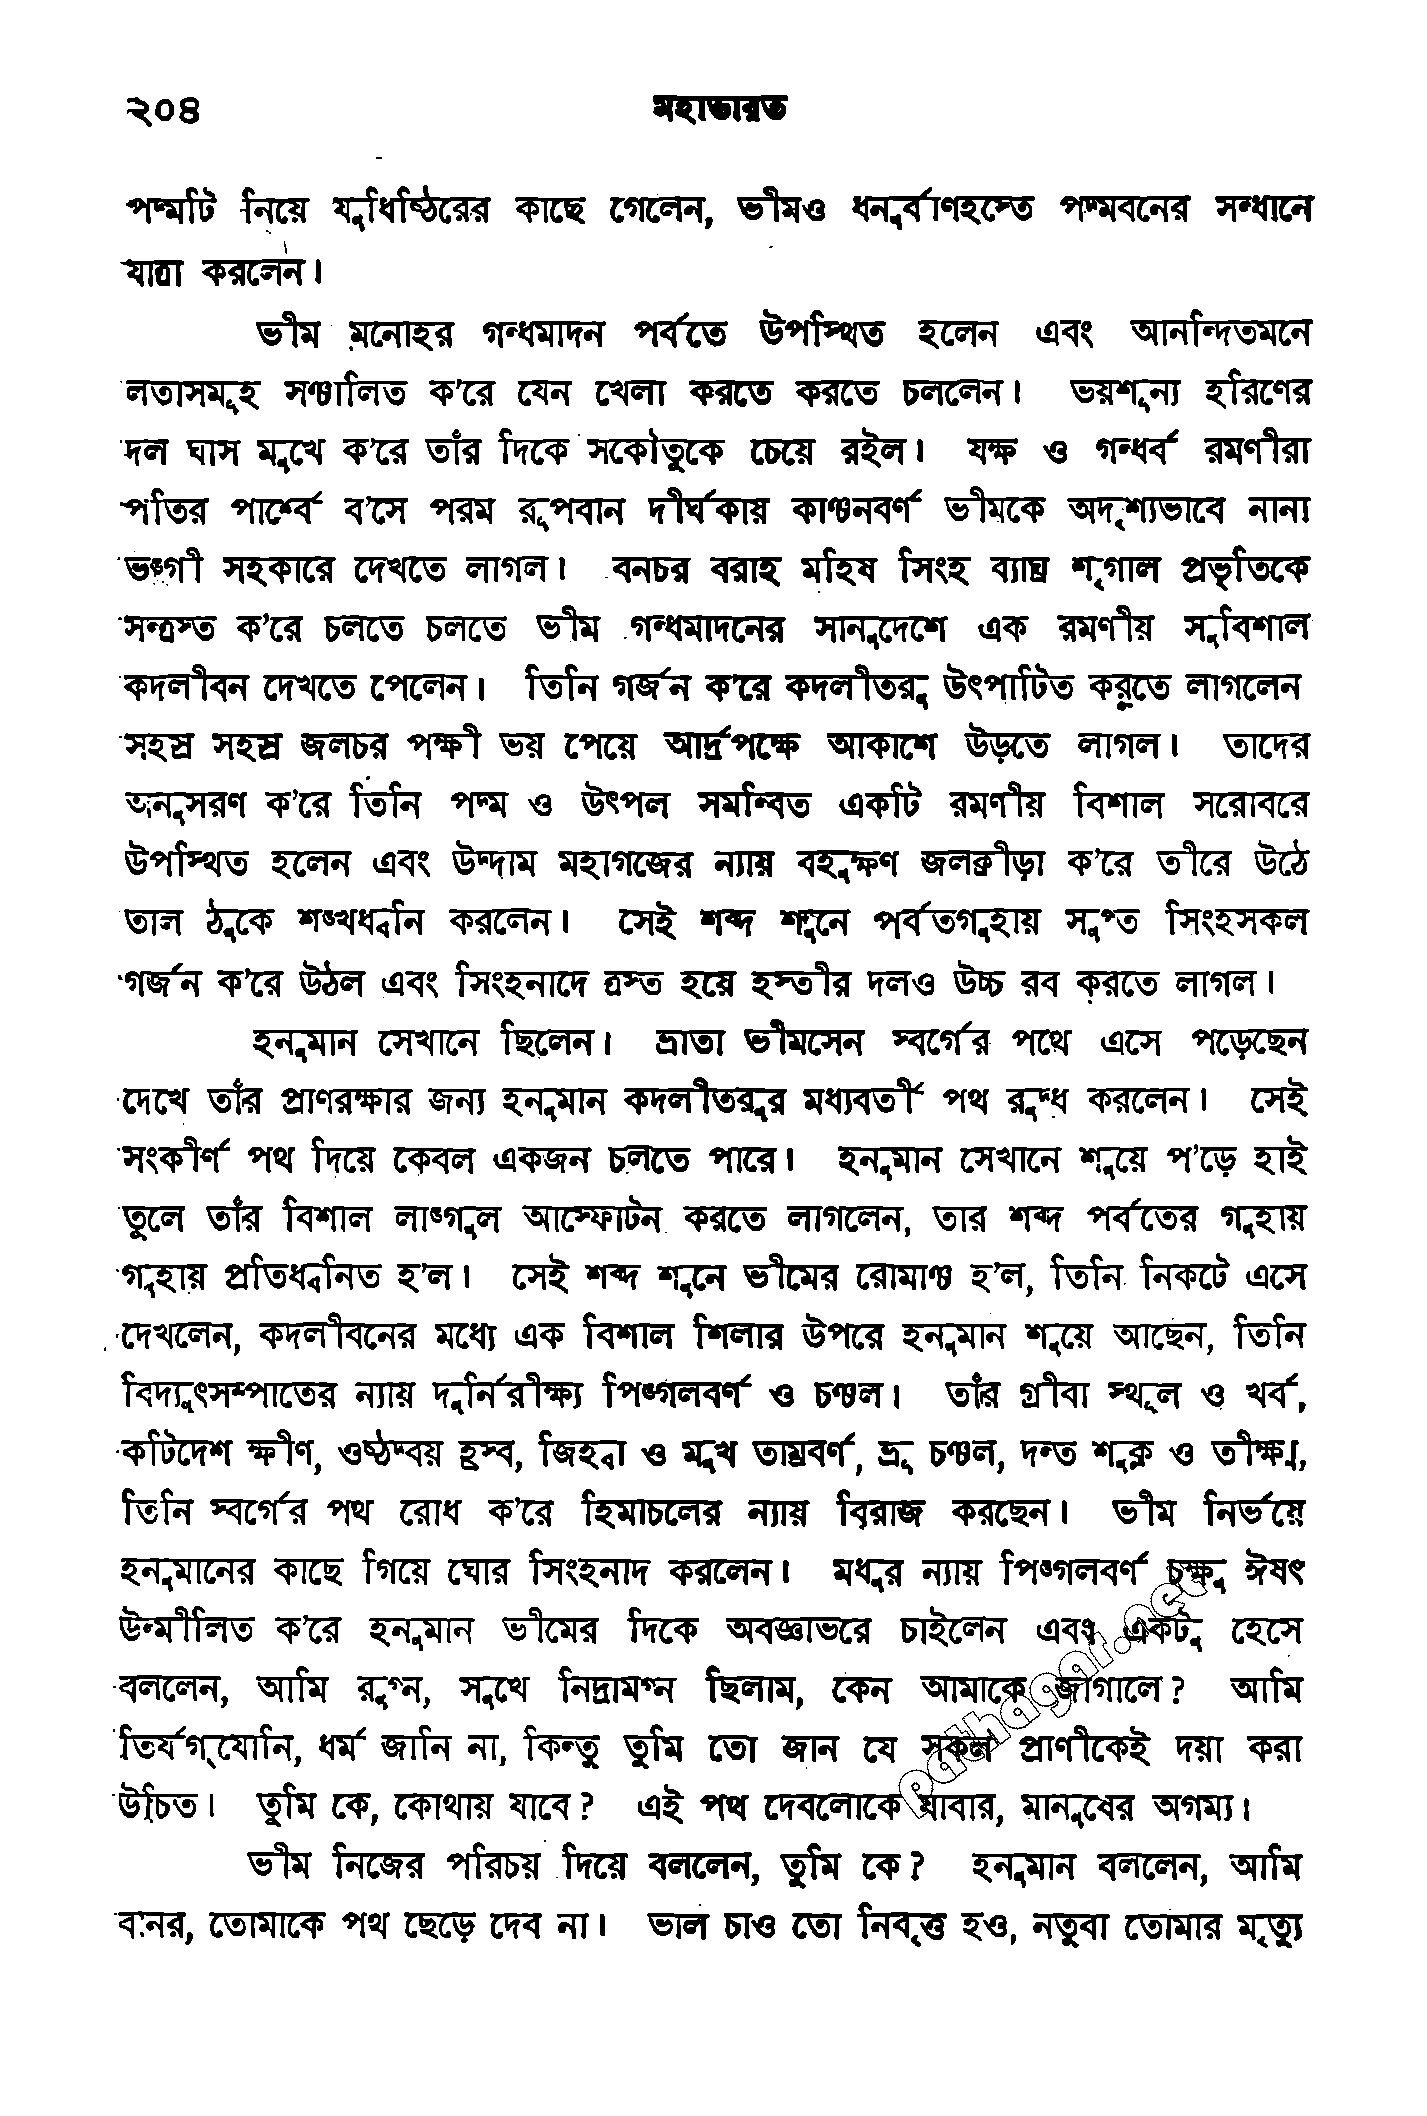 ২০৪ মহাভারত
পদ্মটি নিয়ে যুধিষ্ঠিরের কাছে গেলেন, ভীমও ধনুর্বাণহস্তে পদ্মবনের সন্ধানে
যাত্রা করলেন।
ভীম মনোহর গন্ধমাদন পর্বতে উপস্থিত হলেন এবং আনন্দিতমনে
লতাসমূহ সঞ্চালিত ক'রে যেন খেলা করতে করতে চললেন। ভয়শূন্য হরিণের
দল ঘাস মুখে ক'রে তাঁর দিকে সকৌতুকে চেয়ে রইল। যক্ষ ও গন্ধর্ব রমণীরা
পতির পার্শ্বে ব'সে পরম রূপবান দীর্ঘকায় কাঞ্চনবর্ণ ভীমকে অদৃশ্যভাবে নানা
ভঙ্গী সহকারে দেখতে লাগল। বনচর বরাহ মহিষ সিংহ ব্যাঘ্র শৃগাল প্রভৃতিকে
সন্ত্রস্ত ক'রে চলতে চলতে ভীম গন্ধমাদনের সানুদেশে এক রমণীয় সুবিশাল
কদলীবন দেখতে পেলেন। তিনি গর্জন ক'রে কদলীতরু উৎপাটিত করতে লাগলেন
সহস্র সহস্র জলচর পক্ষী ভয় পেয়ে আর্দ্রপক্ষে আকাশে উড়তে লাগল। তাদের
অনুসরণ ক'রে তিনি পদ্ম ও উৎপল সমন্বিত একটি রমণীয় বিশাল সরোবরে
উপস্থিত হলেন এবং উদ্দাম মহাগজের ন্যায় বহুক্ষণ জলক্রীড়া ক'রে তীরে উঠে
তাল ঠুকে শঙ্খধ্বনি করলেন। সেই শব্দ শুনে পর্বতগুহায় সুপ্ত সিংহসকল
গর্জন ক'রে উঠল এবং সিংহনাদে ত্রস্ত হয়ে হস্তীর দলও উচ্চ রব করতে লাগল।
হনুমান সেখানে ছিলেন। ভ্রাতা ভীমসেন স্বর্গের পথে এসে পড়েছেন
দেখে তাঁর প্রাণরক্ষার জন্য হনুমান কদলীতরুর মধ্যবর্তী পথ রুদ্ধ করলেন। সেই
সংকীর্ণ পথ দিয়ে কেবল একজন চলতে পারে। হনুমান সেখানে শুয়ে প'ড়ে হাই
তুলে তাঁর বিশাল লাঙ্গুল আস্ফোটন করতে লাগলেন, তার শব্দ পর্বতের গুহায়
গুহায় প্রতিধ্বনিত হ'ল। সেই শব্দ শুনে ভীমের রোমাঞ্চ হ'ল, তিনি নিকটে এসে
দেখলেন, কদলীবনের মধ্যে এক বিশাল শিলার উপরে হনুমান শুয়ে আছেন, তিনি
বিদ্যুৎসম্পাতের ন্যায় দুর্নিরীক্ষ্য পিঙ্গলবর্ণ ও চঞ্চল। তাঁর গ্রীবা স্থূল ও খর্ব,
কটিদেশ ক্ষীণ, ওষ্ঠদ্বয় হ্রস্ব, জিহ্বা ও মুখ তাম্রবর্ণ, ভ্রূ চঞ্চল, দন্ত শুক্ল ও তীক্ষ্ণ,
তিনি স্বর্গের পথ রোধ ক'রে হিমাচলের ন্যায় বিরাজ করছেন। ভীম নির্ভয়ে
হনুমানের কাছে গিয়ে ঘোর সিংহনাদ করলেন। মধুর ন্যায় পিঙ্গলবর্ণ চক্ষু ঈষৎ
উন্মীলিত ক'রে হনুমান ভীমের দিকে অবজ্ঞাভরে চাইলেন এবং একটু হেসে
বললেন, আমি রুগ্ন, সুখে নিদ্রামগ্ন ছিলাম, কেন আমাকে জাগালে? আমি
তির্যগ্‌যোনি, ধর্ম জানি না, কিন্তু তুমি তো জান যে সকল প্রাণীকেই দয়া করা
উচিত। তুমি কে, কোথায় যাবে? এই পথ দেবলোকে যাবার, মানুষের অগম্য।
ভীম নিজের পরিচয় দিয়ে বললেন, তুমি কে? হনুমান বললেন, আমি
বানর, তোমাকে পথ ছেড়ে দেব না। ভাল চাও তো নিবৃত্ত হও, নতুবা তোমার মৃত্যু
pathagar.net